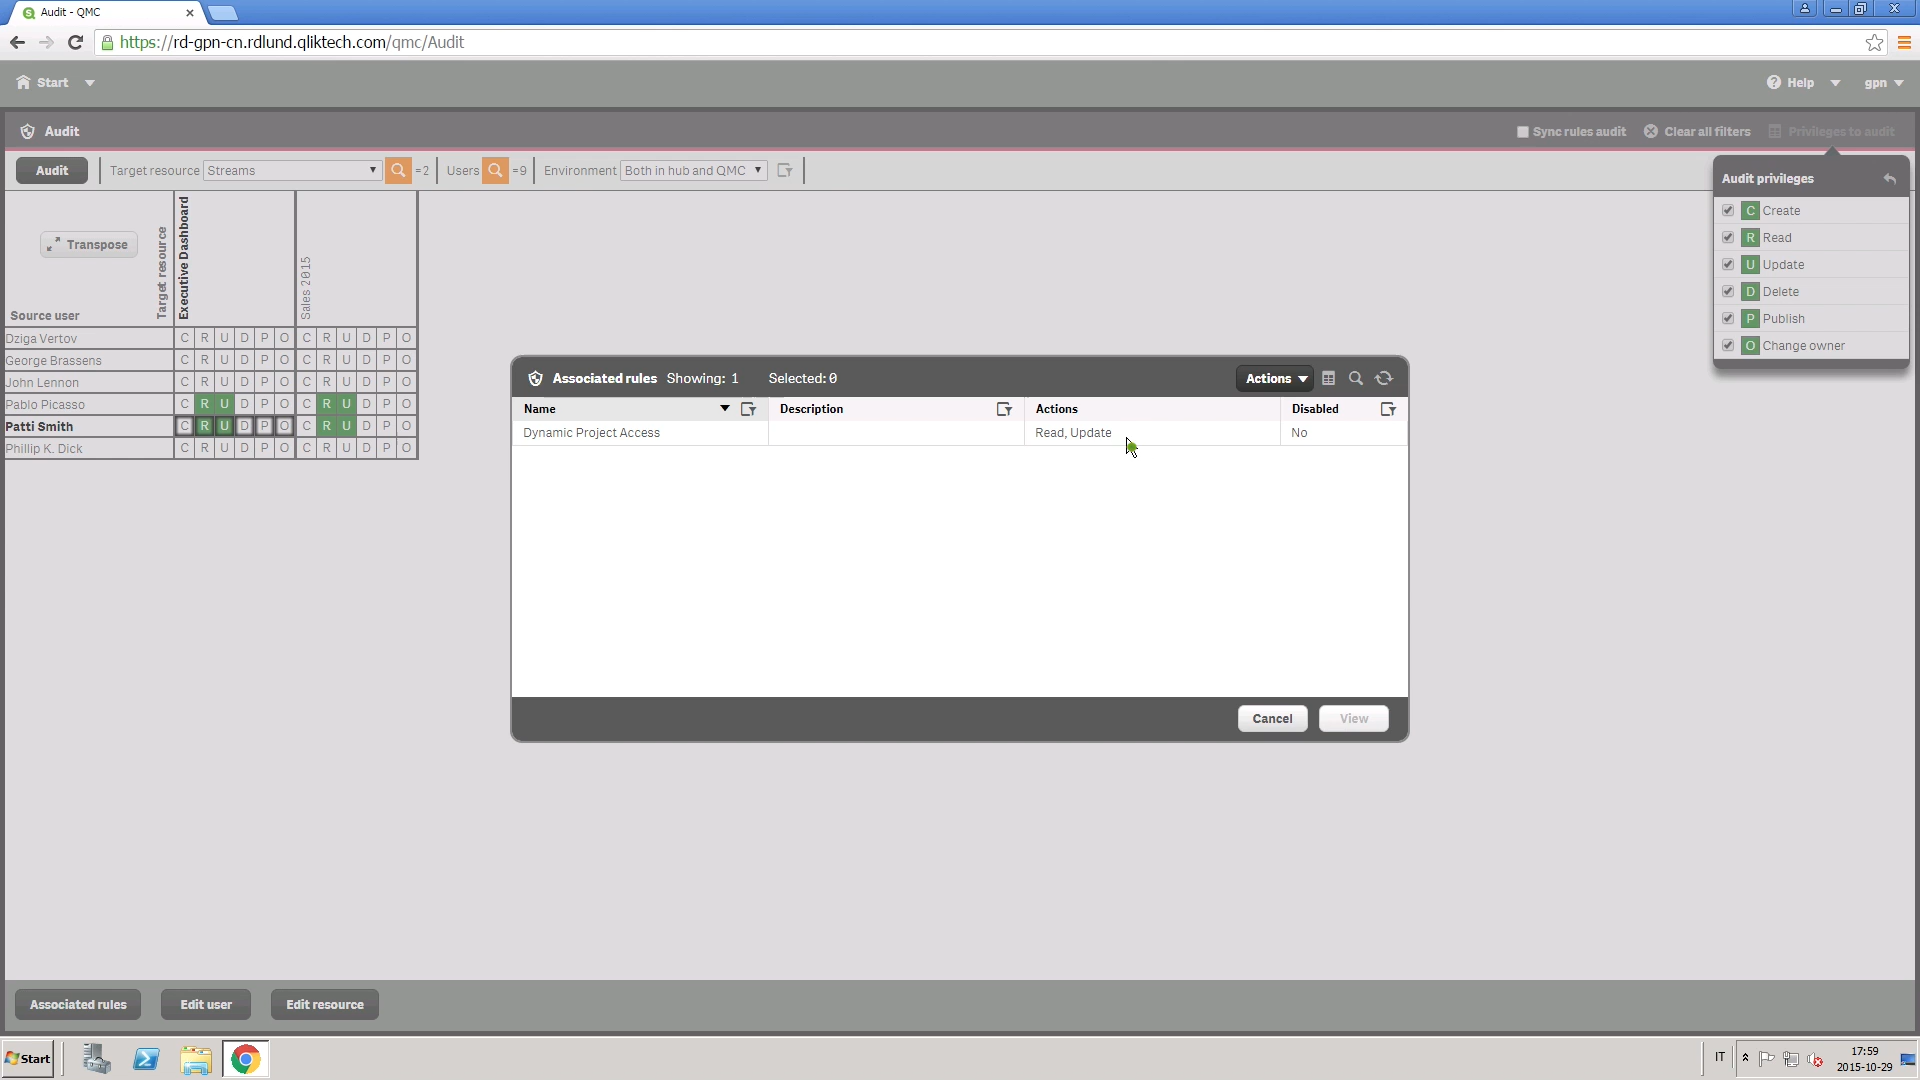 Audit - QMC
https://rd-gpn-cn.rdlund.qliktech.com/qmc/Audit
Start Help gpn
Audit Sync rules audit Clear all filters Privileges to audit
Audit Target resource Streams =2 Users =9 Environment Both in hub and QMC
Audit privileges
C Create
R Read
U Update
D Delete
P Publish
O Change owner
Transpose
Source user Target resource Executive Dashboard Sales 2015
Dziga Vertov C R U D P O C R U D P O
George Brassens C R U D P O C R U D P O
John Lennon C R U D P O C R U D P O
Pablo Picasso C R U D P O C R U D P O
Patti Smith C R U D P O C R U D P O
Phillip K. Dick C R U D P O C R U D P O
Associated rules Showing: 1 Selected: 0 Actions
Name Description Actions Disabled
Dynamic Project Access Read, Update No
Cancel View
Associated rules Edit user Edit resource
Start IT 17:59
2015-10-29